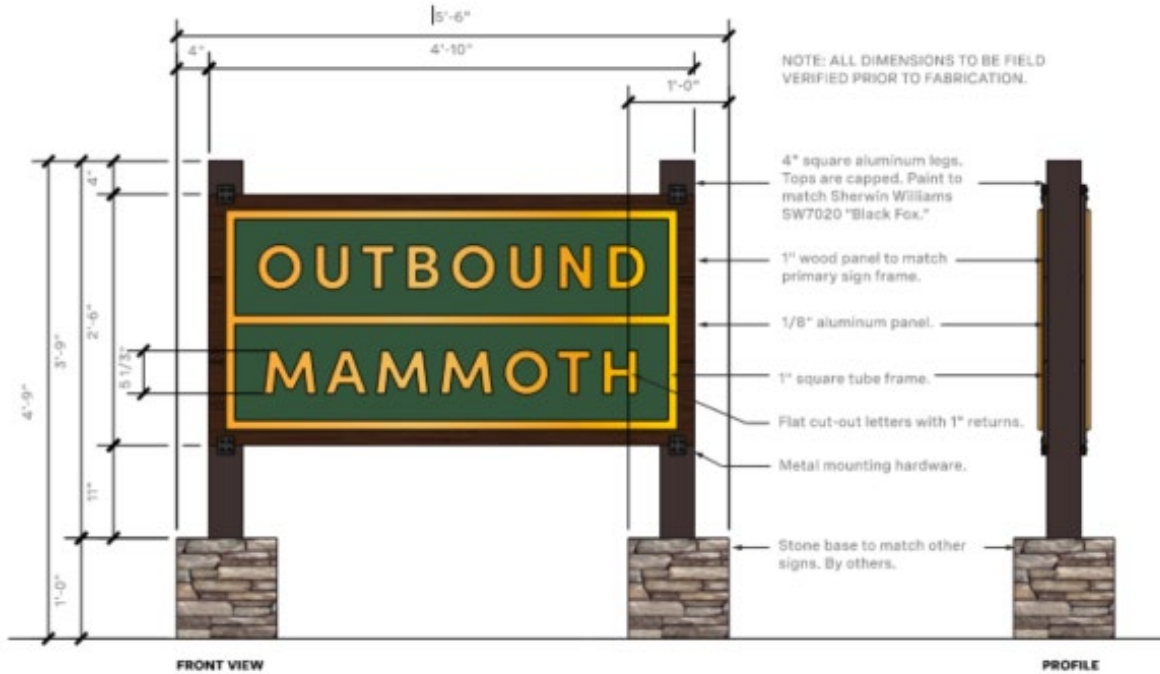 5'-6"
4"
4'-10"
1'-0"
NOTE: ALL DIMENSIONS TO BE FIELD
VERIFIED PRIOR TO FABRICATION.
4"
4" square aluminum legs.
Tops are capped. Paint to
match Sherwin Williams
SW7020 "Black Fox."
OUTBOUND
1" wood panel to match
primary sign frame.
2'-6"
3'-9"
1/8" aluminum panel.
5 1/3"
MAMMOTH
1" square tube frame.
4'-9"
Flat cut-out letters with 1" returns.
Metal mounting hardware.
11"
Stone base to match other
signs. By others.
1'-0"
FRONT VIEW
PROFILE